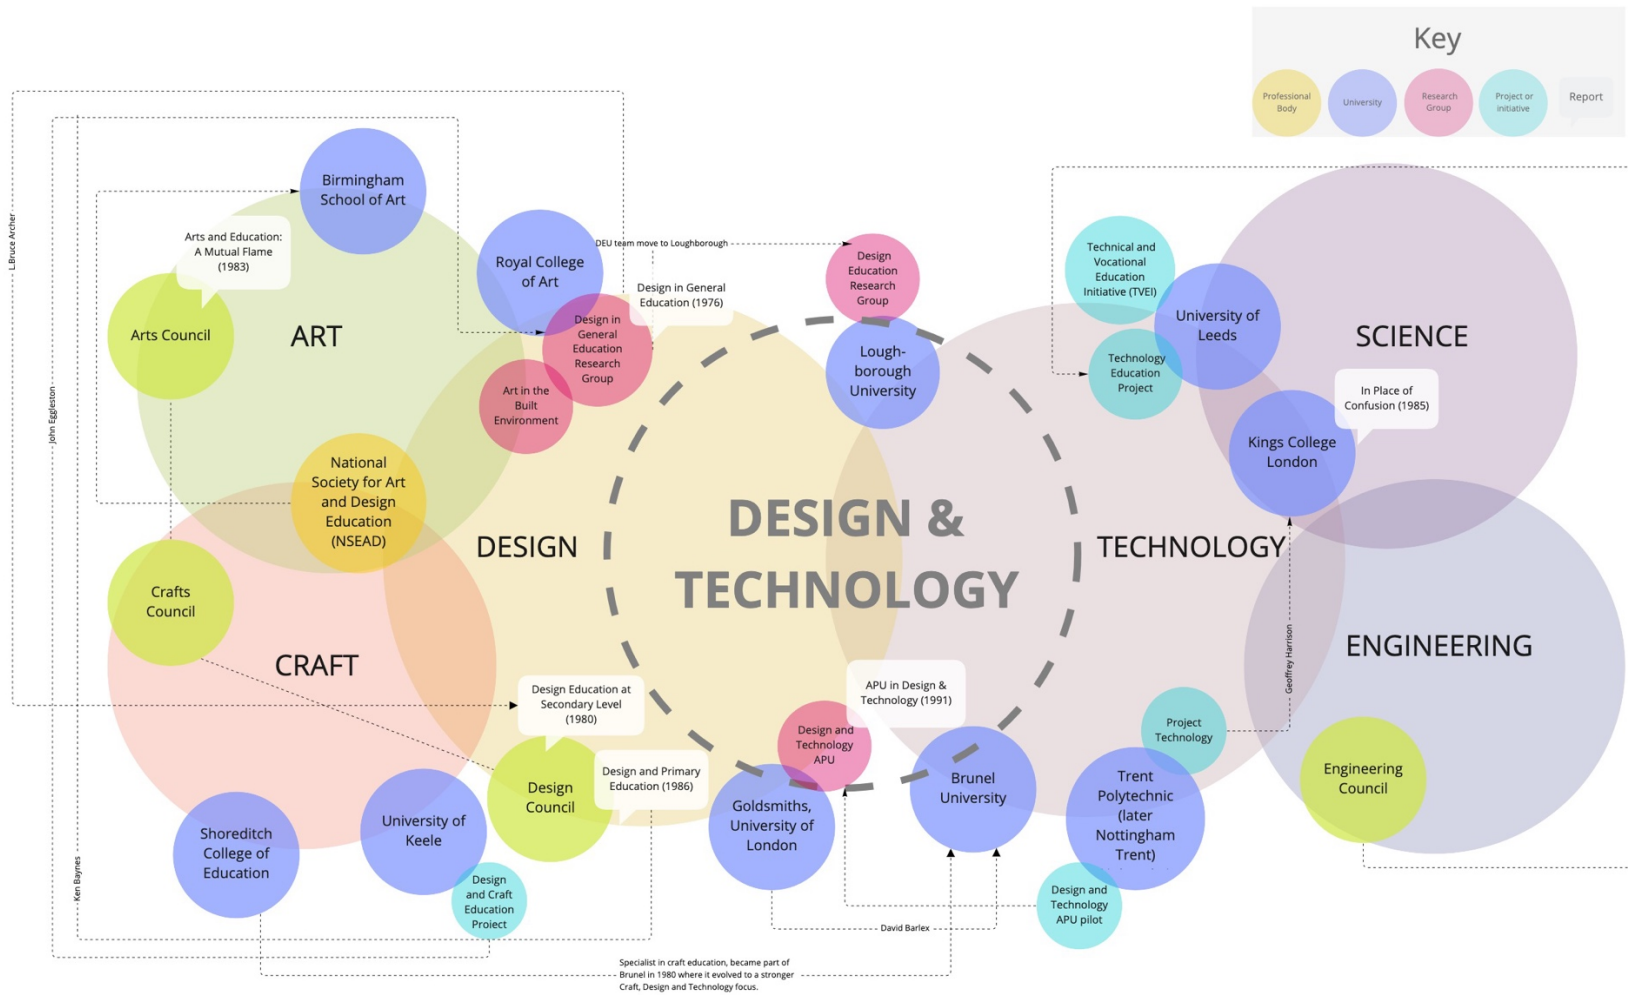 Key
Professional
Body
University
Research
Group
Project or
initiative
Report
L.Bruce Archer
John Eggleston
Ken Baynes
Birmingham
School of Art
Arts and Education:
A Mutual Flame
(1983)
Arts Council
ART
Royal College
of Art
DEU team move to Loughborough
Design in General
Education (1976)
Design in
General
Education
Research
Group
Art in the
Built
Environment
Design
Education
Research
Group
Lough-
borough
University
Technical and
Vocational
Education
Initiative (TVEI)
University of
Leeds
Technology
Education
Project
SCIENCE
In Place of
Confusion (1985)
Kings College
London
National
Society for Art
and Design
Education
(NSEAD)
DESIGN
DESIGN &
TECHNOLOGY
TECHNOLOGY
Crafts
Council
CRAFT
ENGINEERING
Geoffrey Harrison
Design Education at
Secondary Level
(1980)
Design
Council
Design and Primary
Education (1986)
APU in Design &
Technology (1991)
Design and
Technology
APU
Goldsmiths,
University of
London
Brunel
University
Project
Technology
Trent
Polytechnic
(later
Nottingham
Trent)
Engineering
Council
Shoreditch
College of
Education
University of
Keele
Design
and Craft
Education
Project
Design and
Technology
APU pilot
David Barlex
Specialist in craft education, became part of
Brunel in 1980 where it evolved to a stronger
Craft, Design and Technology focus.